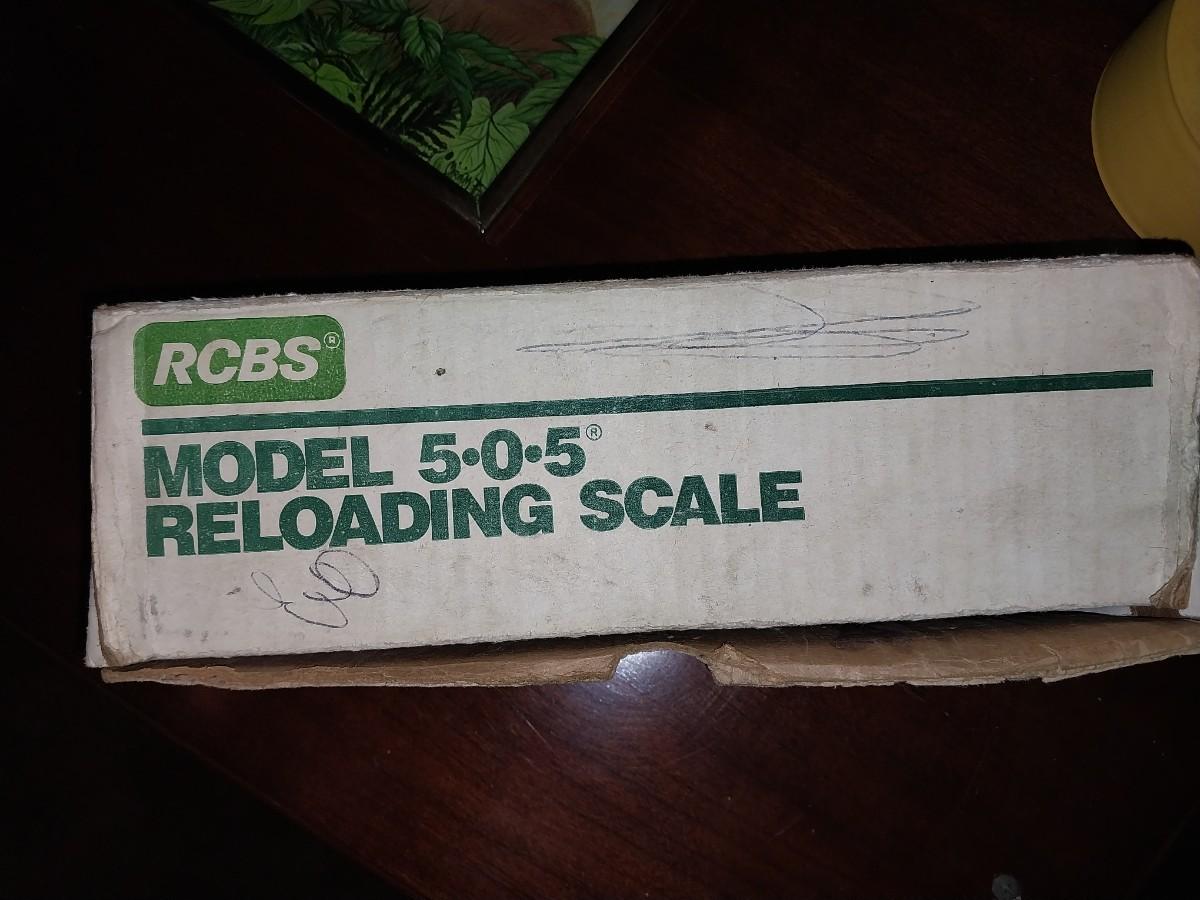 RCBS®
MODEL 5•0•5®
RELOADING SCALE